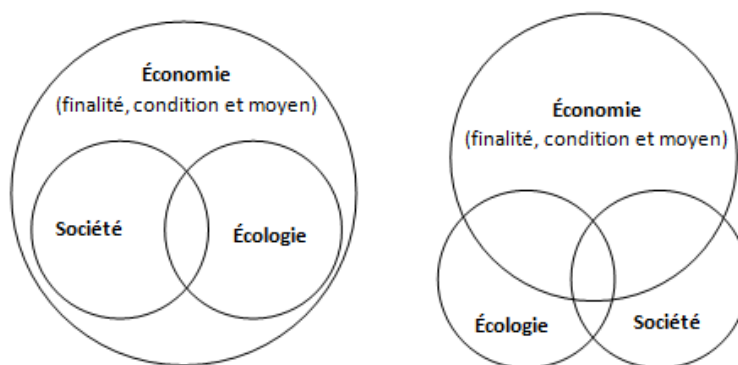 Économie
(finalité, condition et moyen)
Société
Écologie
Économie
(finalité, condition et moyen)
Écologie
Société